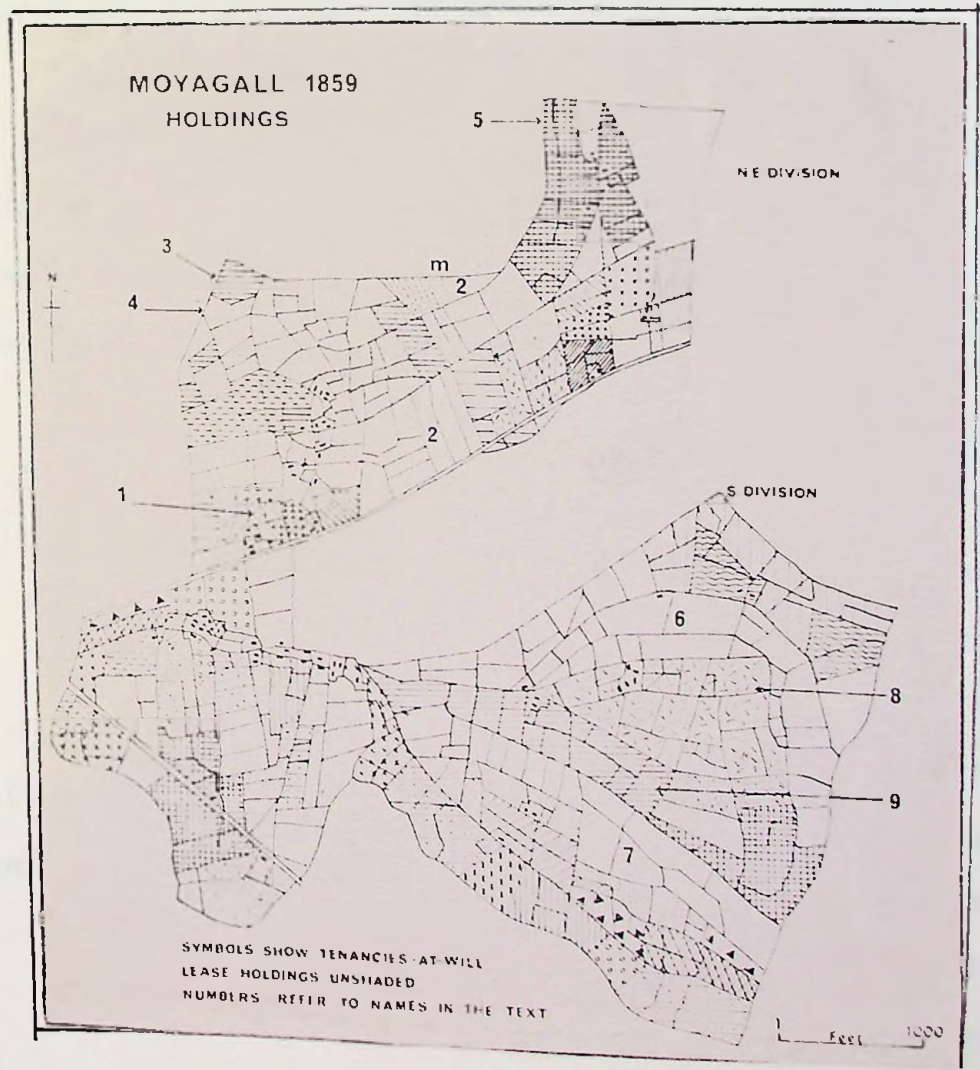 MOYAGALL 1859
HOLDINGS
5
NE DIVISION
3
m
2
N
4
2
1
S DIVISION
6
8
9
7
SYMBOLS SHOW TENANCIES-AT-WILL
LEASE HOLDINGS UNSHADED
NUMBERS REFER TO NAMES IN THE TEXT
Feet 1000